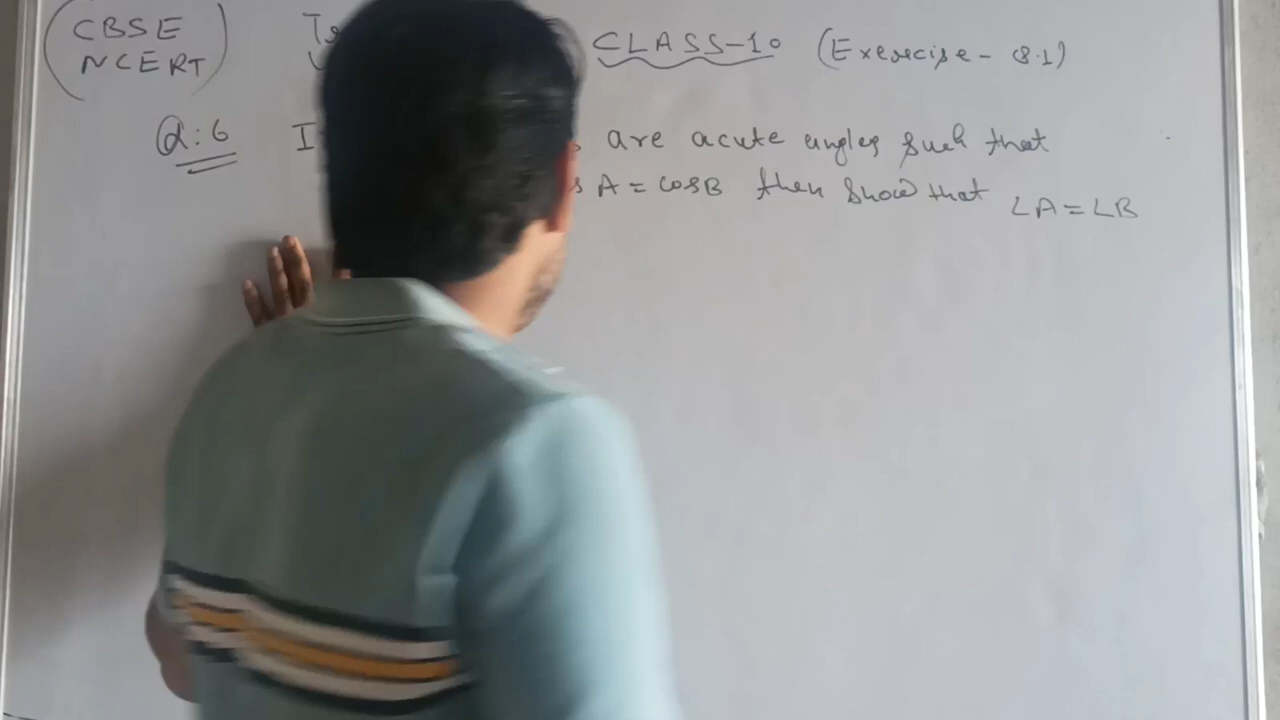 CBSE CLASS-10 (Exercise - 8.1)
NCERT
Q:6 I are acute angles such that
A = cosB then show that ∠A = ∠B